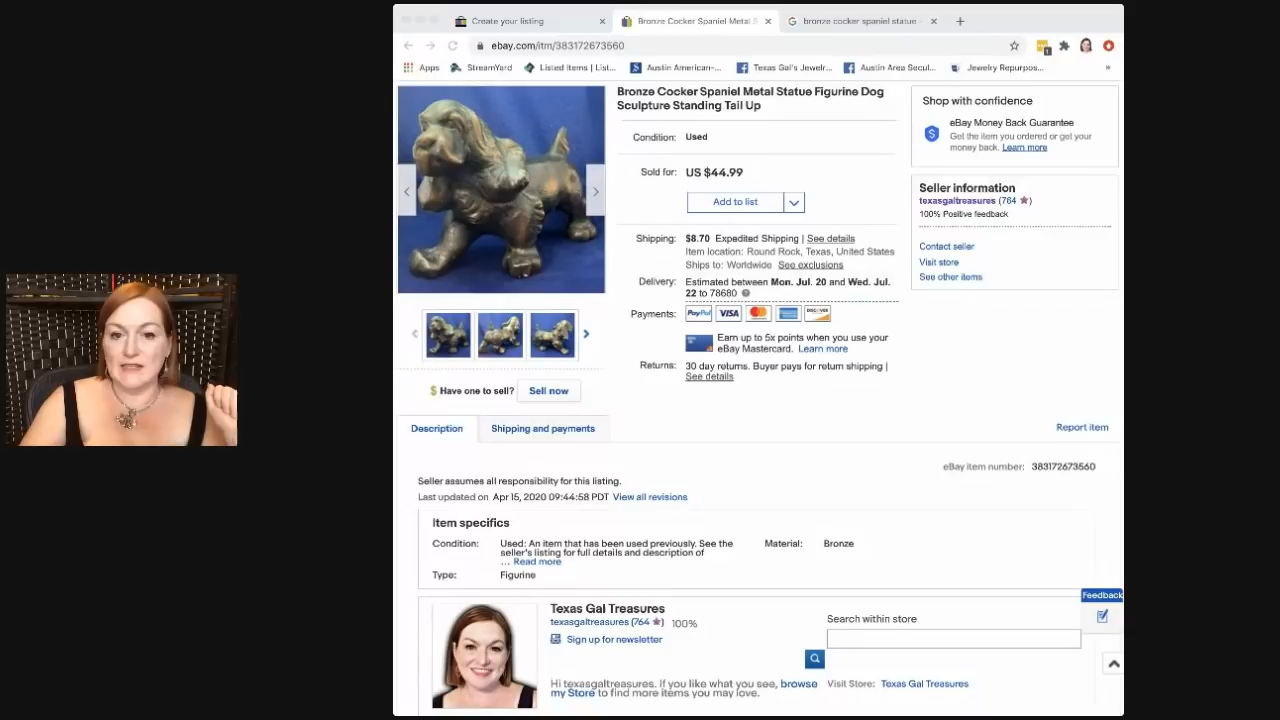 Create your listing
Bronze Cocker Spaniel Metal S
bronze cocker spaniel statue
ebay.com/itm/383172673560
Apps
StreamYard
Listed Items | List...
Austin American-...
Texas Gal's Jewelr...
Austin Area Secul...
Jewelry Repurpos...
»
Bronze Cocker Spaniel Metal Statue Figurine Dog
Sculpture Standing Tail Up
Condition: Used
Sold for: US $44.99
Add to list
Shipping: $8.70 Expedited Shipping | See details
Item location: Round Rock, Texas, United States
Ships to: Worldwide See exclusions
Delivery: Estimated between Mon. Jul. 20 and Wed. Jul.
22 to 78680
Payments: PayPal VISA DISCOVER
Earn up to 5x points when you use your
eBay Mastercard. Learn more
Returns: 30 day returns. Buyer pays for return shipping |
See details
Shop with confidence
eBay Money Back Guarantee
Get the item you ordered or get your
money back. Learn more
Seller information
texasgaltreasures (764 ★)
100% Positive feedback
Contact seller
Visit store
See other items
$ Have one to sell? Sell now
Description
Shipping and payments
Report item
eBay item number: 383172673560
Seller assumes all responsibility for this listing.
Last updated on Apr 15, 2020 09:44:58 PDT View all revisions
Item specifics
Condition: Used: An item that has been used previously. See the
seller's listing for full details and description of
... Read more
Material: Bronze
Type: Figurine
Feedback
Texas Gal Treasures
texasgaltreasures (764 ★) 100%
Sign up for newsletter
Search within store
Hi texasgaltreasures. If you like what you see, browse
my Store to find more items you may love.
Visit Store: Texas Gal Treasures